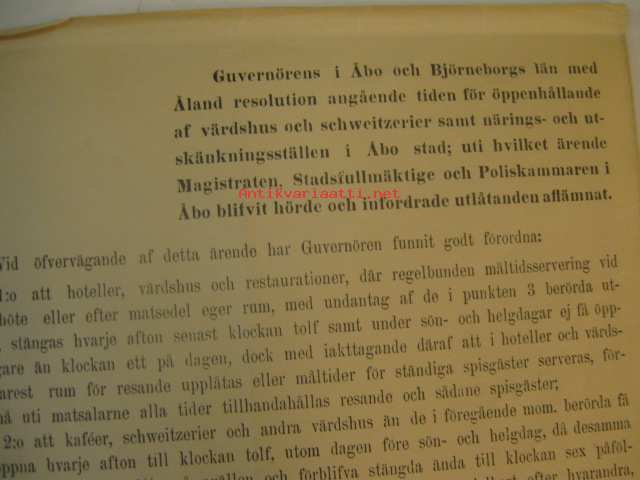 Guvernörens i Åbo och Björneborgs län med
Åland resolution angående tiden för öppenhållande
af värdshus och schweitzerier samt närings- och ut-
skänkningsställen i Åbo stad; uti hvilket ärende
Magistraten, Stadsfullmäktige och Poliskammaren i
Antikvariaatti.net
Åbo blifvit hörde och infordrade utlåtanden aflämnat.
Vid öfvervägande af detta ärende har Guvernören funnit godt förordna:
1:o att hoteller, värdshus och restaurationer, där regelbunden måltidsservering vid
höte eller efter matsedel eger rum, med undantag af de i punkten 3 berörda ut-
, stängas hvarje afton senast klockan tolf samt under sön- och helgdagar ej få öpp-
gare än klockan ett på dagen, dock med iakttagande däraf att i hoteller och värds-
arest rum för resande upplåtas eller måltider för ständiga spisgäster serveras, för-
må uti matsalarne alla tider tillhandahållas resande och sådane spisgäster;
2:o att kaféer, schweitzerier och andra värdshus än de i föregående mom. berörda få
öppna hvarje afton till klockan tolf, utom dagen före sön- och helgdag, då desamma
och förblifva stängda ända till klockan sex påföl-
efter hvarandra,